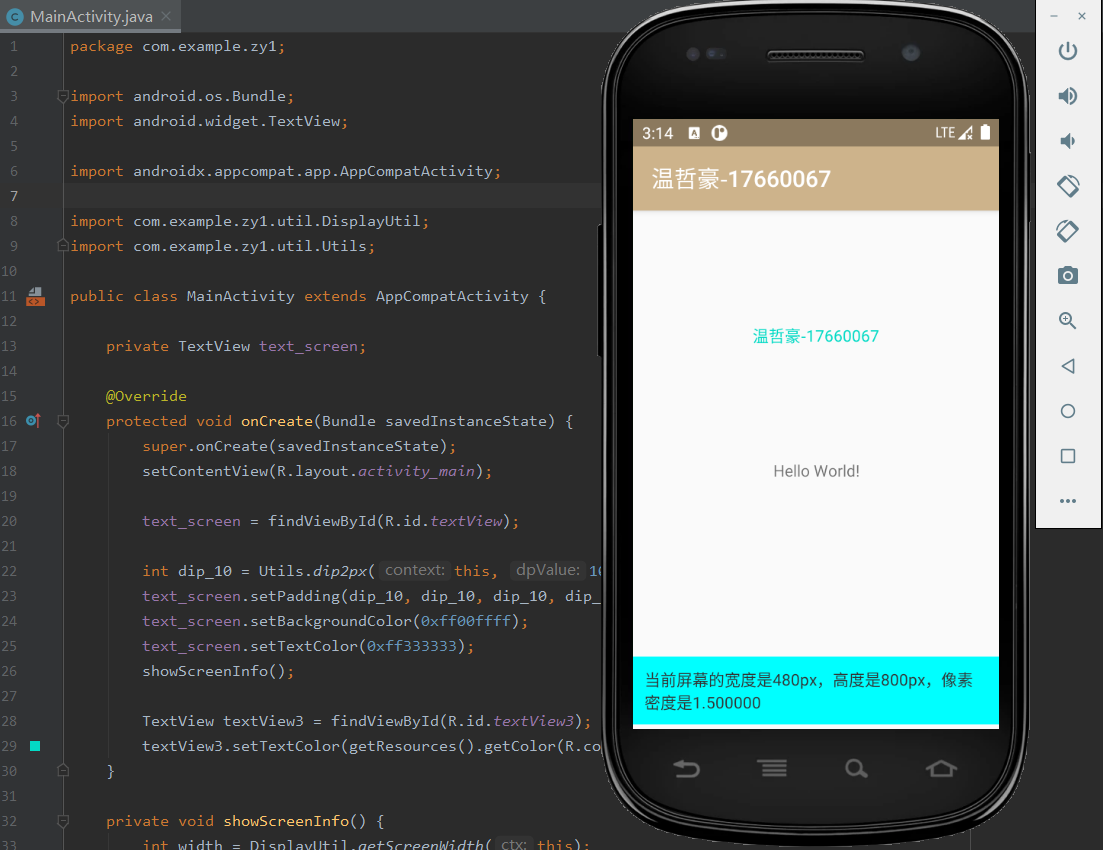 MainActivity.java
1 package com.example.zy1;
2
3 import android.os.Bundle;
4 import android.widget.TextView;
5
6 import androidx.appcompat.app.AppCompatActivity;
7
8 import com.example.zy1.util.DisplayUtil;
9 import com.example.zy1.util.Utils;
10
11 public class MainActivity extends AppCompatActivity {
12
13 private TextView text_screen;
14
15 @Override
16 protected void onCreate(Bundle savedInstanceState) {
17 super.onCreate(savedInstanceState);
18 setContentView(R.layout.activity_main);
19
20 text_screen = findViewById(R.id.textView);
21
22 int dip_10 = Utils.dip2px( context: this, dpValue: 10
23 text_screen.setPadding(dip_10, dip_10, dip_10, dip_
24 text_screen.setBackgroundColor(0xff00ffff);
25 text_screen.setTextColor(0xff333333);
26 showScreenInfo();
27
28 TextView textView3 = findViewById(R.id.textView3);
29 textView3.setTextColor(getResources().getColor(R.co
30 }
31
32 private void showScreenInfo() {
33 int width = DisplayUtil.getScreenWidth( ctx: this);
3:14 LTE
温哲豪-17660067
温哲豪-17660067
Hello World!
当前屏幕的宽度是480px，高度是800px，像素
密度是1.500000